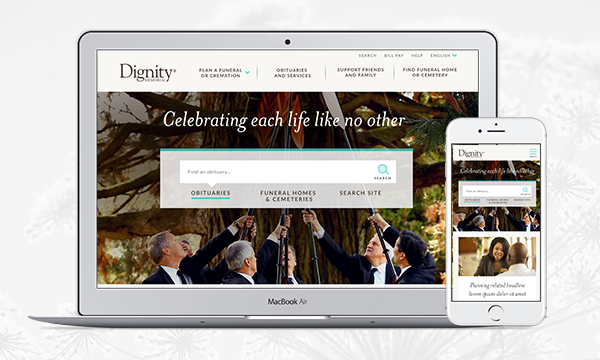 SEARCH BILL PAY HELP ENGLISH
Dignity®
MEMORIAL
PLAN A FUNERAL
OR CREMATION
OBITUARIES
AND SERVICES
SUPPORT FRIENDS
AND FAMILY
FIND FUNERAL HOME
OR CEMETERY
Celebrating each life like no other
Find an obituary...
SEARCH
OBITUARIES
FUNERAL HOMES
& CEMETERIES
SEARCH SITE
MacBook Air
Dignity
Celebrating each life like no other
Find an obituary...
SEARCH
OBITUARIES
FUNERAL HOMES
& CEMETERIES
SEARCH SITE
Planning related headline
lorem ipsum dolor sit amet